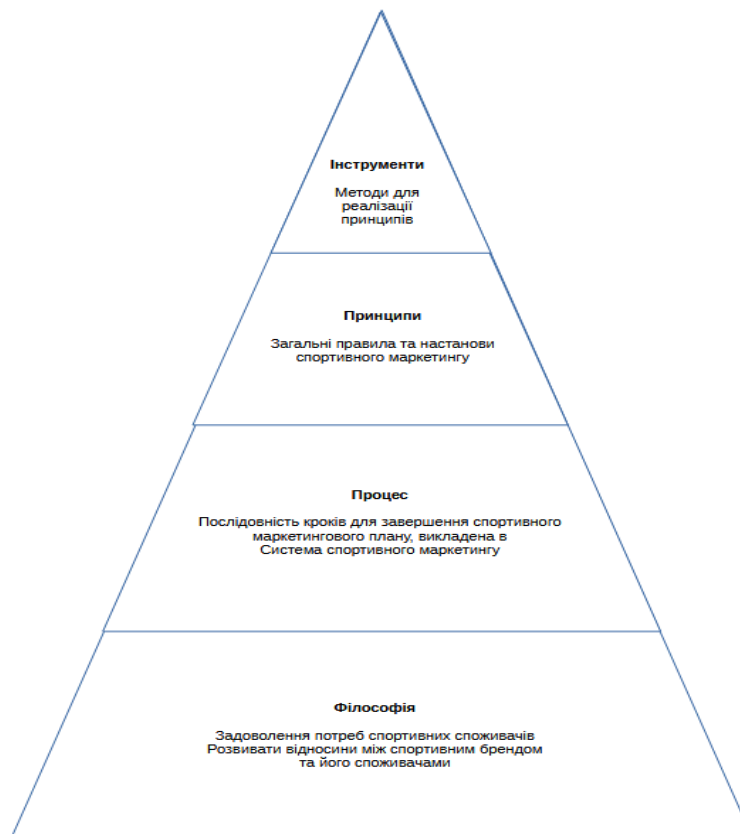 Інструменти
Методи для
реалізації
принципів
Принципи
Загальні правила та настанови
спортивного маркетингу
Процес
Послідовність кроків для завершення спортивного
маркетингового плану, викладена в
Система спортивного маркетингу
Філософія
Задоволення потреб спортивних споживачів
Розвивати відносини між спортивним брендом
та його споживачами